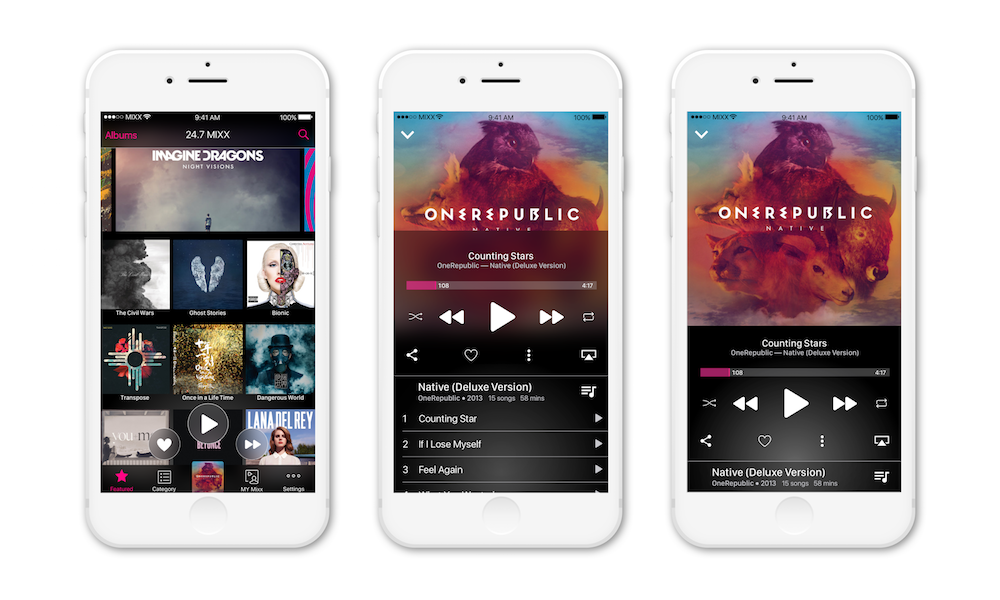 MIXX 9:41 AM 100%
Albums 24.7 MIXX
IMAGINE DRAGONS
NIGHT VISIONS
The Civil Wars Ghost Stories Bionic
Transpose Once in a Life Time Dangerous World
you m
BEYONCÉ
LANA DEL REY
Featured Category MY Mixx Settings
MIXX 9:41 AM 100%
ONEREPUBLIC
NATIVE
Counting Stars
OneRepublic — Native (Deluxe Version)
108 4:17
Native (Deluxe Version)
OneRepublic • 2013 15 songs 58 mins
1 Counting Star
2 If I Lose Myself
3 Feel Again
MIXX 9:41 AM 100%
ONEREPUBLIC
NATIVE
Counting Stars
OneRepublic — Native (Deluxe Version)
108 4:17
Native (Deluxe Version)
OneRepublic • 2013 15 songs 58 mins